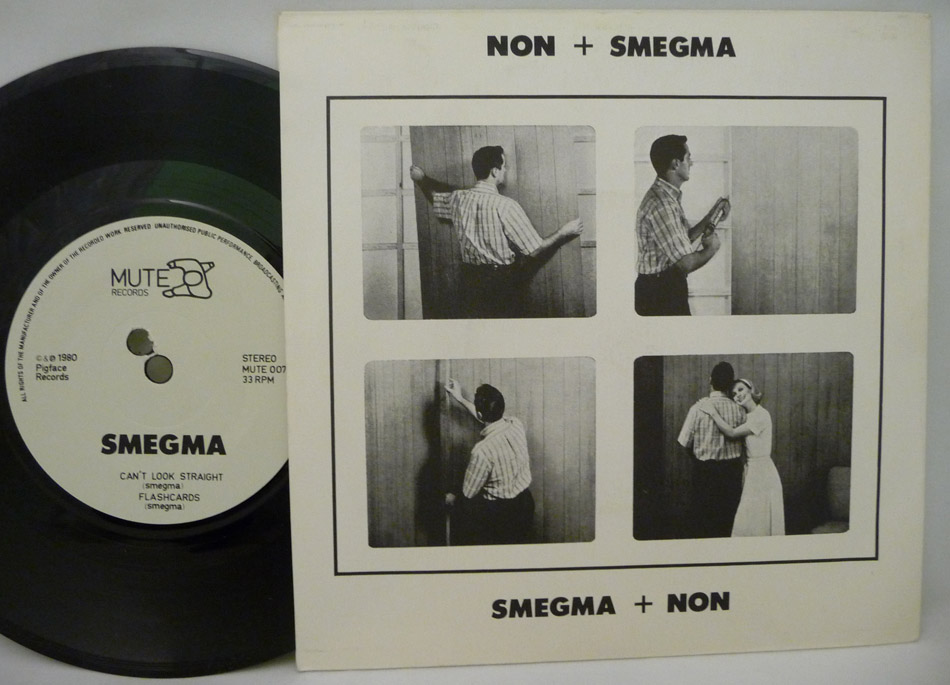 NON + SMEGMA
SMEGMA + NON
ALL RIGHTS OF THE MANUFACTURER AND OF THE OWNER OF THE RECORDED WORK RESERVED UNAUTHORISED PUBLIC PERFORMANCE BROADCASTING
MUTE
RECORDS
©&℗ 1980
Pigface
Records
STEREO
MUTE 007
33 RPM
SMEGMA
CAN'T LOOK STRAIGHT
(smegma)
FLASHCARDS
(smegma)